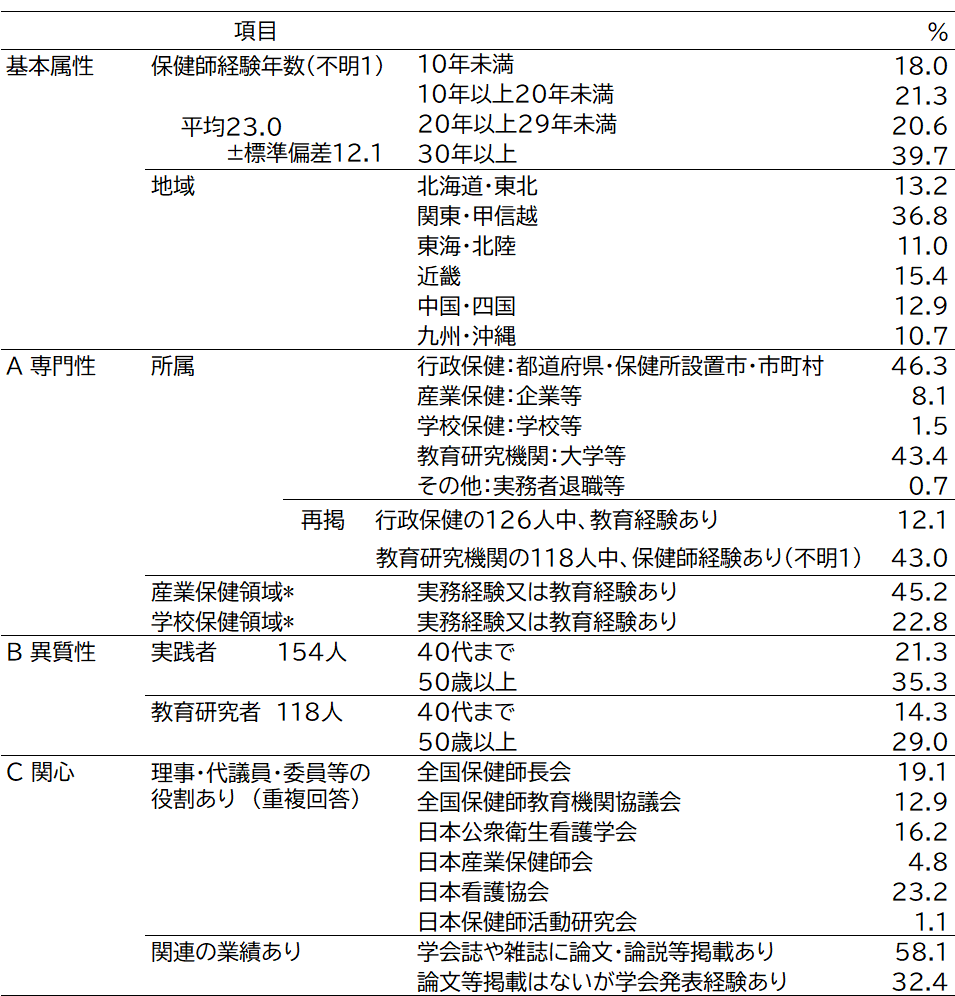 項目 %
基本属性 保健師経験年数(不明1) 10年未満 18.0
10年以上20年未満 21.3
平均23.0 20年以上29年未満 20.6
±標準偏差12.1 30年以上 39.7
地域 北海道・東北 13.2
関東・甲信越 36.8
東海・北陸 11.0
近畿 15.4
中国・四国 12.9
九州・沖縄 10.7
A 専門性 所属 行政保健:都道府県・保健所設置市・市町村 46.3
産業保健:企業等 8.1
学校保健:学校等 1.5
教育研究機関:大学等 43.4
その他:実務者退職等 0.7
再掲 行政保健の126人中、教育経験あり 12.1
教育研究機関の118人中、保健師経験あり(不明1) 43.0
産業保健領域* 実務経験又は教育経験あり 45.2
学校保健領域* 実務経験又は教育経験あり 22.8
B 異質性 実践者 154人 40代まで 21.3
50歳以上 35.3
教育研究者 118人 40代まで 14.3
50歳以上 29.0
C 関心 理事・代議員・委員等の 全国保健師長会 19.1
役割あり (重複回答) 全国保健師教育機関協議会 12.9
日本公衆衛生看護学会 16.2
日本産業保健師会 4.8
日本看護協会 23.2
日本保健師活動研究会 1.1
関連の業績あり 学会誌や雑誌に論文・論説等掲載あり 58.1
論文等掲載はないが学会発表経験あり 32.4